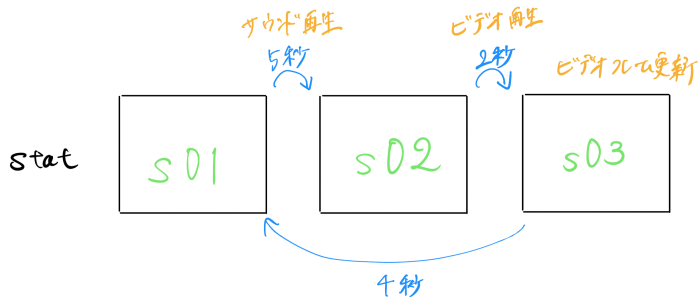 サウンド再生
5秒
ビデオ再生
2秒
ビデオフレーム更新
stat
s01
s02
s03
4秒